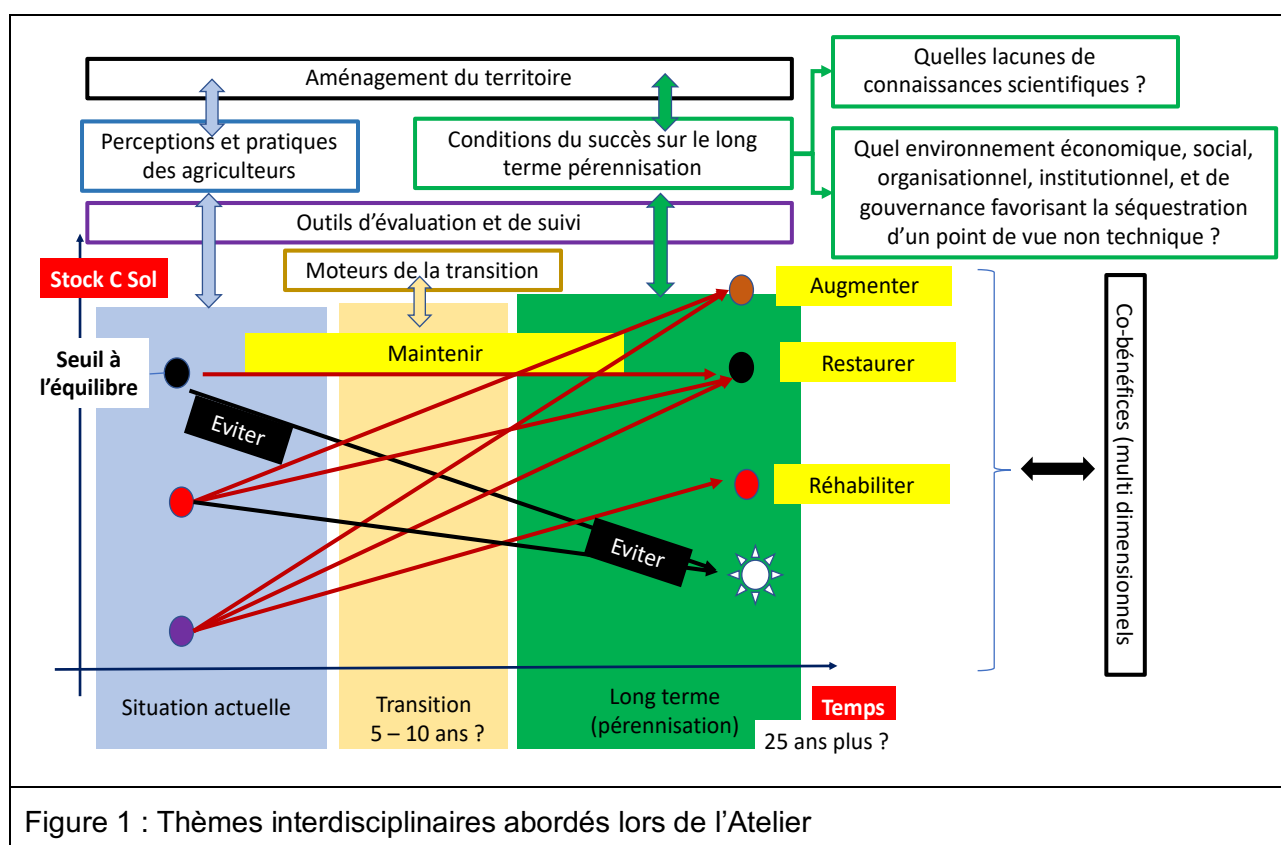 Aménagement du territoire
Quelles lacunes de
connaissances scientifiques ?
Perceptions et pratiques
des agriculteurs
Conditions du succès sur le long
terme pérennisation
Quel environnement économique, social,
organisationnel, institutionnel, et de
gouvernance favorisant la séquestration
d'un point de vue non technique ?
Outils d'évaluation et de suivi
Moteurs de la transition
Stock C Sol
Augmenter
Maintenir
Seuil à
l'équilibre
Restaurer
Eviter
Réhabiliter
Eviter
Co-bénéfices (multi dimensionnels
Situation actuelle
Transition
5 – 10 ans ?
Long terme
(pérennisation)
Temps
25 ans plus ?
Figure 1 : Thèmes interdisciplinaires abordés lors de l'Atelier